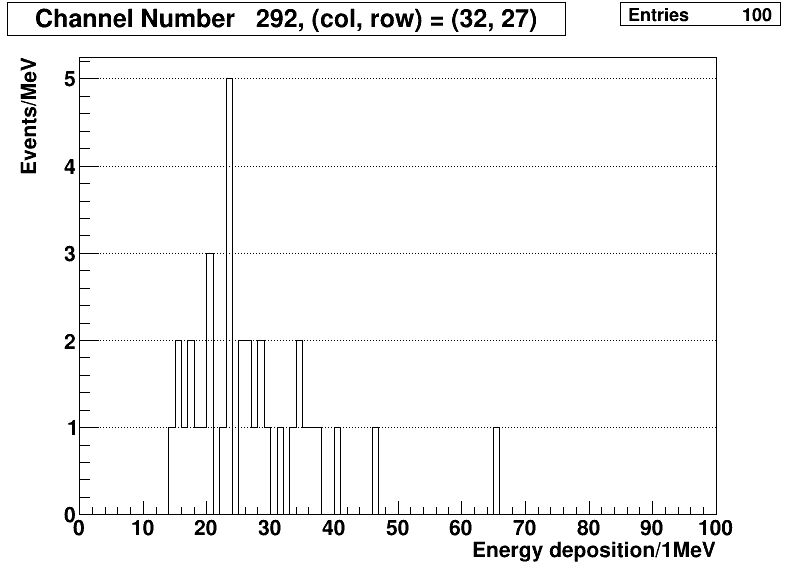 Channel Number 292, (col, row) = (32, 27)
Entries 100
Events/MeV
5
4
3
2
1
0
0 10 20 30 40 50 60 70 80 90 100
Energy deposition/1MeV